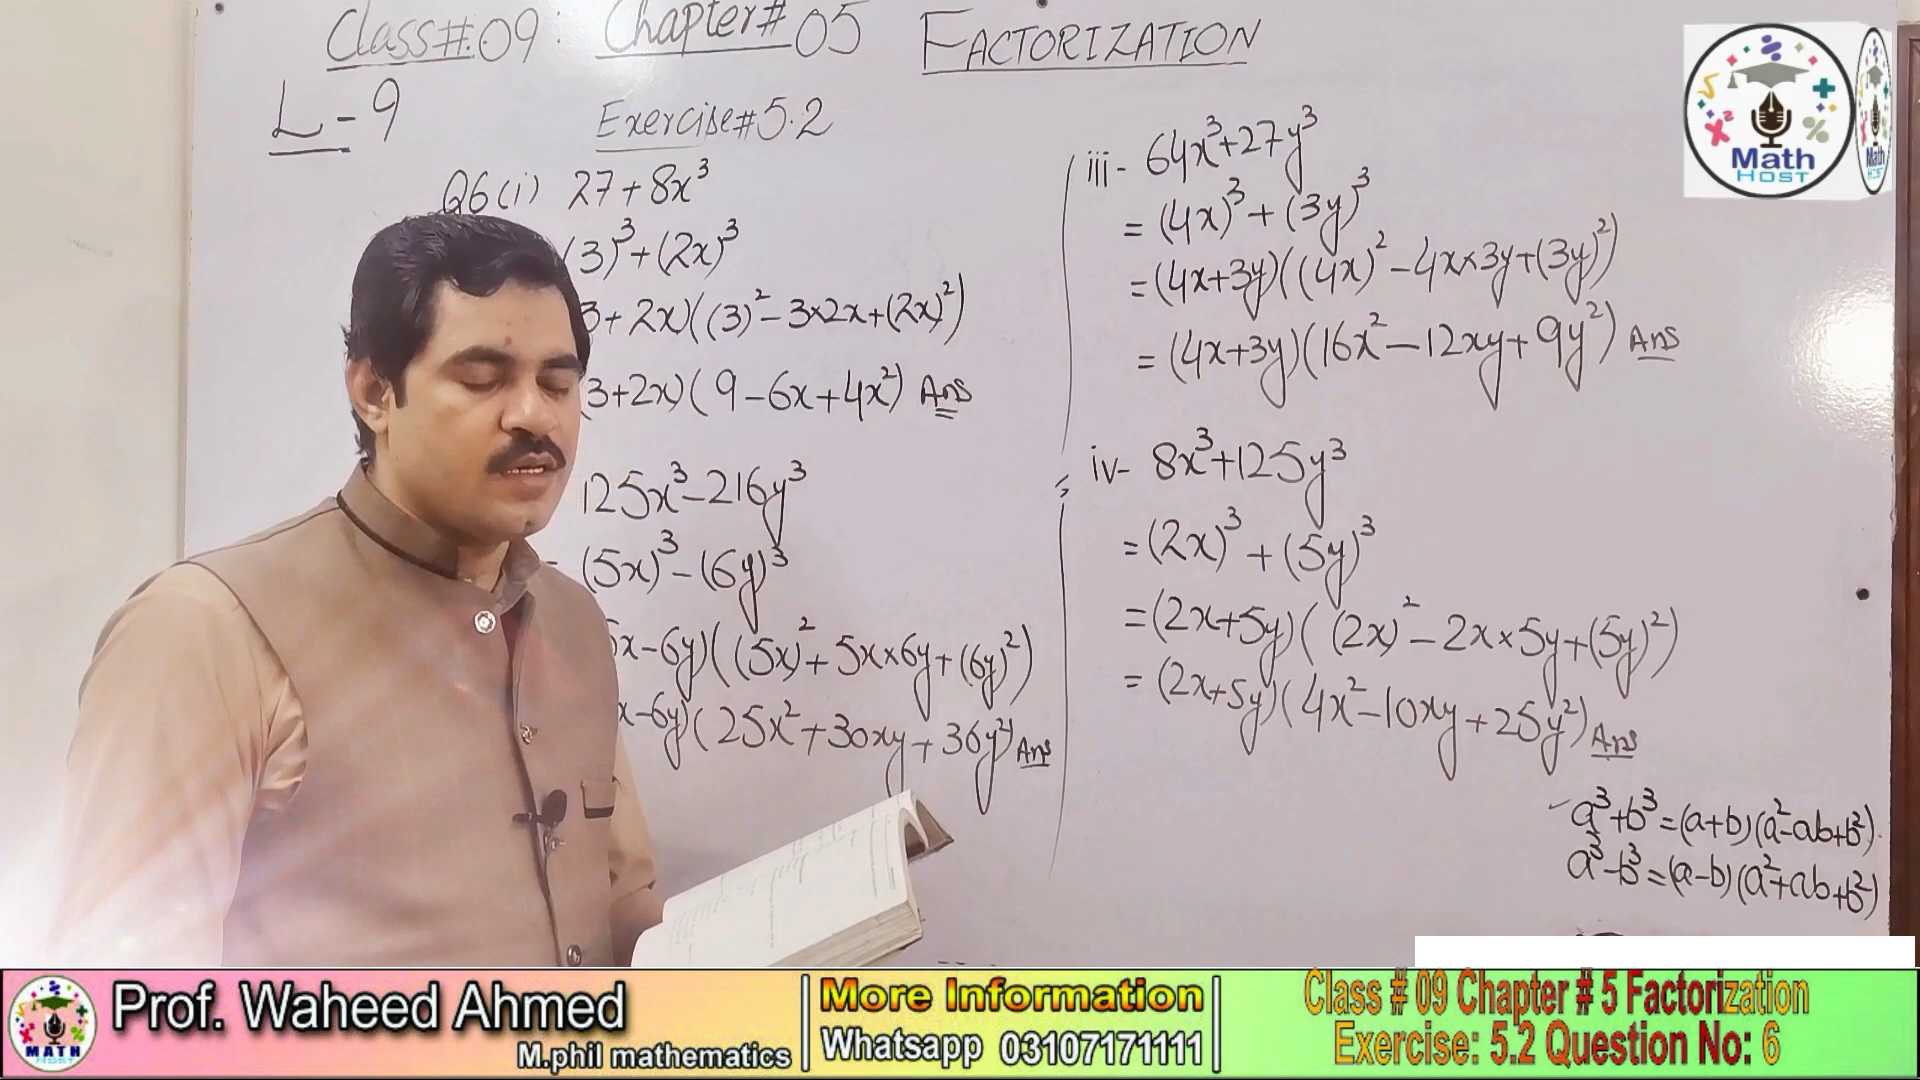 Class#.09: Chapter# 05 FACTORIZATION
L-9
Exercise#5.2
Q6(i) 27+8x³
3)³+(2x)³
3+2x)((3)²-3×2x+(2x)²)
(3+2x)(9-6x+4x²) Ans
125x³-216y³
= (5x)³-(6y)³
5x-6y)((5x)²+5x×6y+(6y)²)
x-6y)(25x²+30xy+36y²) Ans
iii- 64x³+27y³
= (4x)³+(3y)³
=(4x+3y)((4x)²-4x×3y+(3y)²)
= (4x+3y)(16x²-12xy+9y²) Ans
iv- 8x³+125y³
=(2x)³+(5y)³
=(2x+5y)((2x)²-2x×5y+(5y)²)
= (2x+5y)(4x²-10xy+25y²) Ans
a³+b³=(a+b)(a²-ab+b²).
a³-b³=(a-b)(a²+ab+b²)
Math
HOST
MATH
HOST
Prof. Waheed Ahmed
M.phil mathematics
More Information
Whatsapp 03107171111
Class # 09 Chapter # 5 Factorization
Exercise: 5.2 Question No: 6